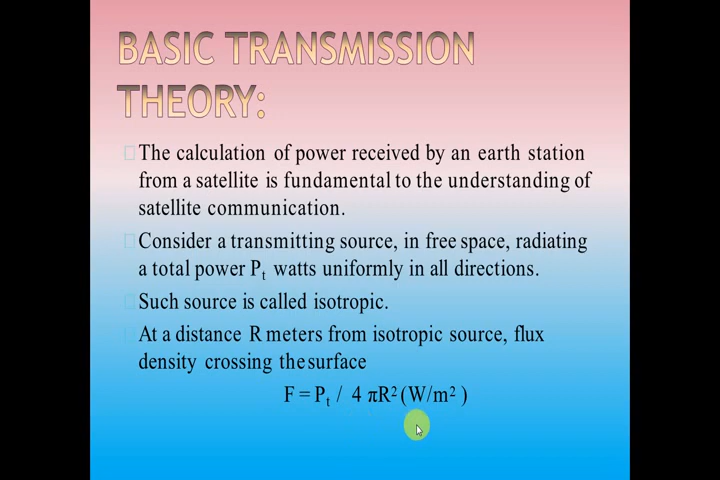 BASIC TRANSMISSION
THEORY:
The calculation of power received by an earth station
from a satellite is fundamental to the understanding of
satellite communication.
Consider a transmitting source, in free space, radiating
a total power Pₜ watts uniformly in all directions.
Such source is called isotropic.
At a distance R meters from isotropic source, flux
density crossing the surface
F = Pₜ / 4 πR² (W/m² )